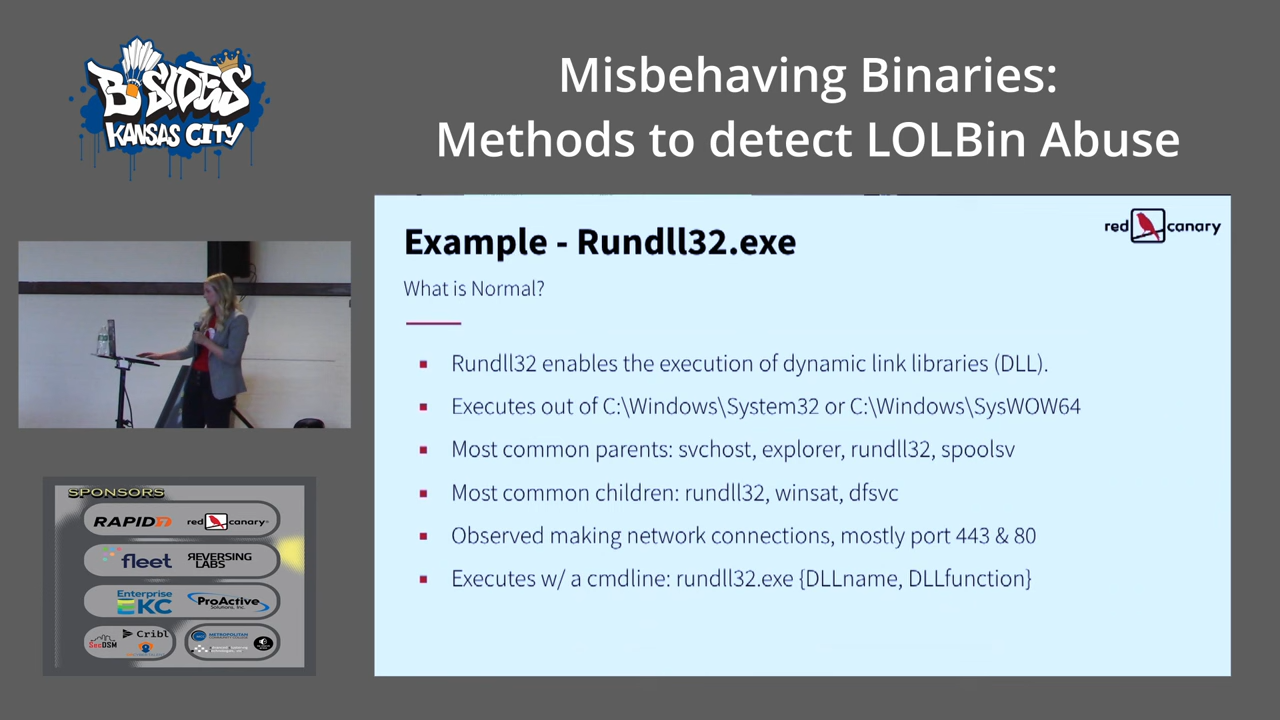 B SIDES
KANSAS CITY
Misbehaving Binaries:
Methods to detect LOLBin Abuse
red canary
Example - Rundll32.exe
What is Normal?
Rundll32 enables the execution of dynamic link libraries (DLL).
Executes out of C:\Windows\System32 or C:\Windows\SysWOW64
Most common parents: svchost, explorer, rundll32, spoolsv
Most common children: rundll32, winsat, dfsvc
Observed making network connections, mostly port 443 & 80
Executes w/ a cmdline: rundll32.exe {DLLname, DLLfunction}
SPONSORS
RAPID7
red canary
fleet
REVERSING
LABS
Enterprise
KC
ProActive
Solutions, Inc.
SecDSM
Cribl
METROPOLITAN